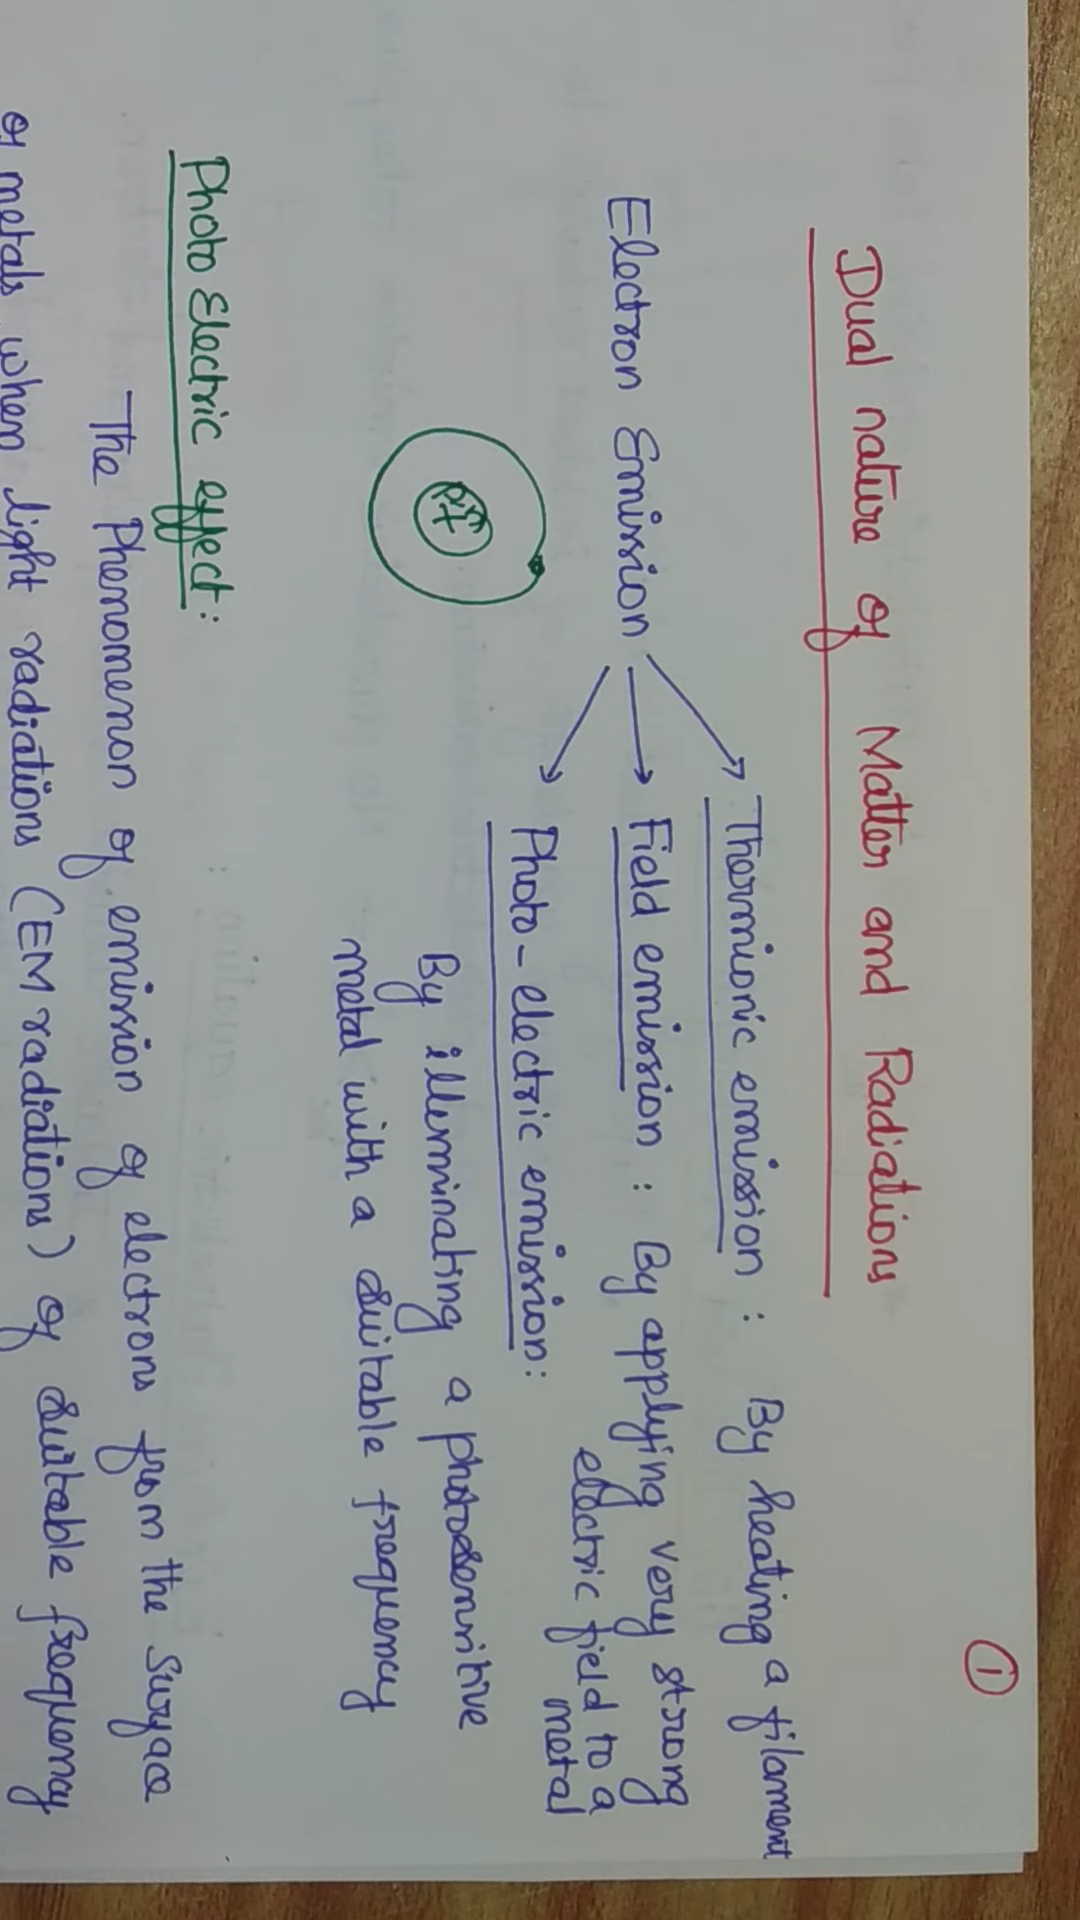 ①
Dual nature of Matter and Radiations
Thermionic emission : By heating a filament
Electron Emission
Field emission : By applying very strong
electric field to a
metal
Photo-electric emission:
By illuminating a photosensitive
metal with a suitable frequency
Photo Electric effect:
The Phenomenon of emission of electrons from the surface
of metals when light radiations (EM radiations) of suitable frequency